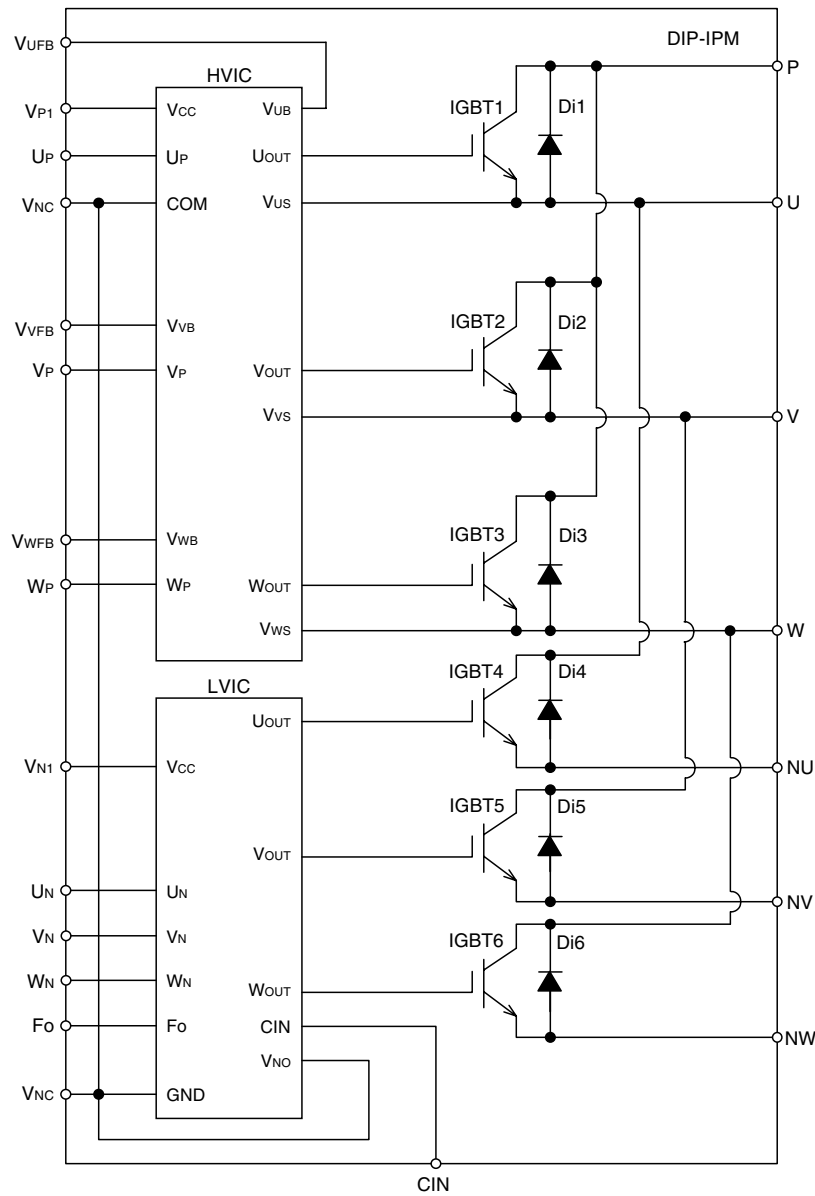 DIP-IPM
VUFB
P
HVIC
IGBT1
Di1
VP1
VCC
VUB
UP
UP
UOUT
VNC
COM
VUS
U
IGBT2
Di2
VVFB
VVB
VP
VP
VOUT
VVS
V
IGBT3
Di3
VWFB
VWB
WP
WP
WOUT
VWS
W
IGBT4
Di4
LVIC
UOUT
VN1
VCC
NU
IGBT5
Di5
VOUT
UN
UN
NV
VN
VN
IGBT6
Di6
WN
WN
WOUT
FO
FO
CIN
NW
VNO
VNC
GND
CIN